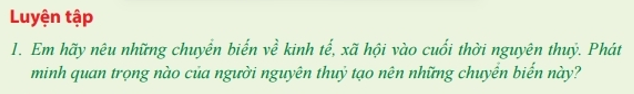 Luyện tập
1. Em hãy nêu những chuyển biến về kinh tế, xã hội vào cuối thời nguyên thuỷ. Phát
minh quan trọng nào của người nguyên thuỷ tạo nên những chuyển biến này?